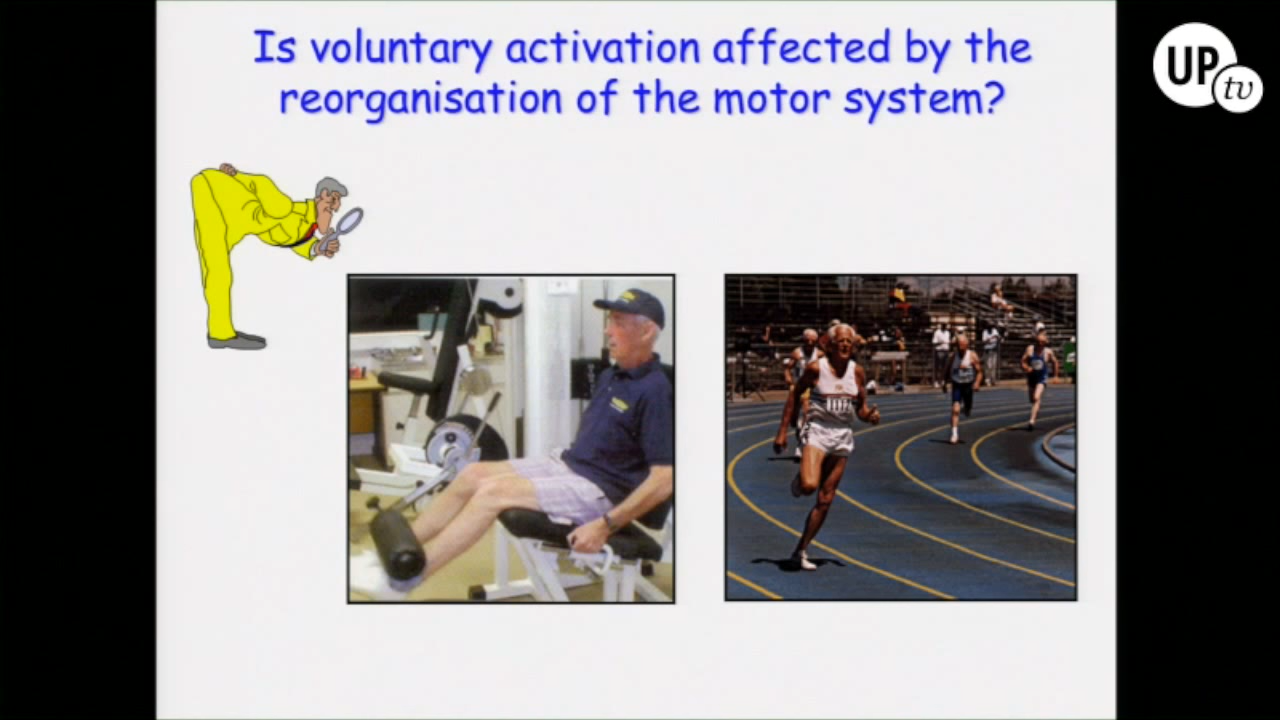 Is voluntary activation affected by the
reorganisation of the motor system?
UP
tv